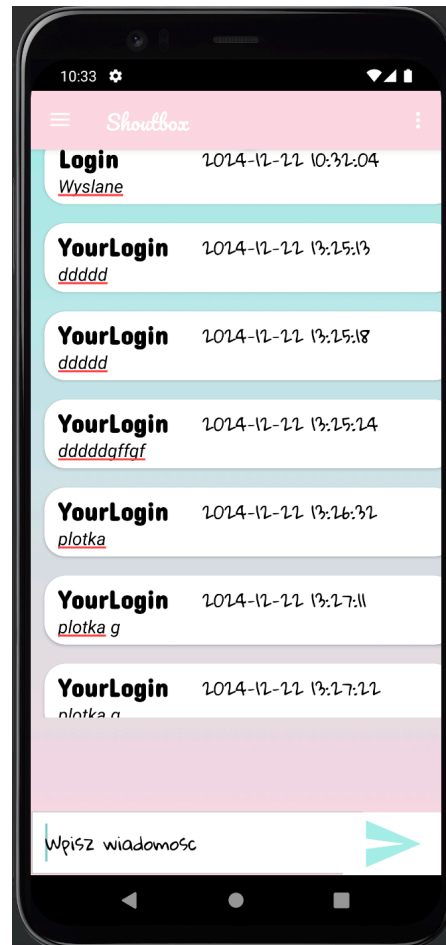 10:33
Shoutbox
Login 2024-12-22 10:32:04
Wyslane
YourLogin 2024-12-22 13:25:13
ddddd
YourLogin 2024-12-22 13:25:18
ddddd
YourLogin 2024-12-22 13:25:24
dddddgffgf
YourLogin 2024-12-22 13:26:32
plotka
YourLogin 2024-12-22 13:27:11
plotka g
YourLogin 2024-12-22 13:27:22
plotka g
Wpisz wiadomosc